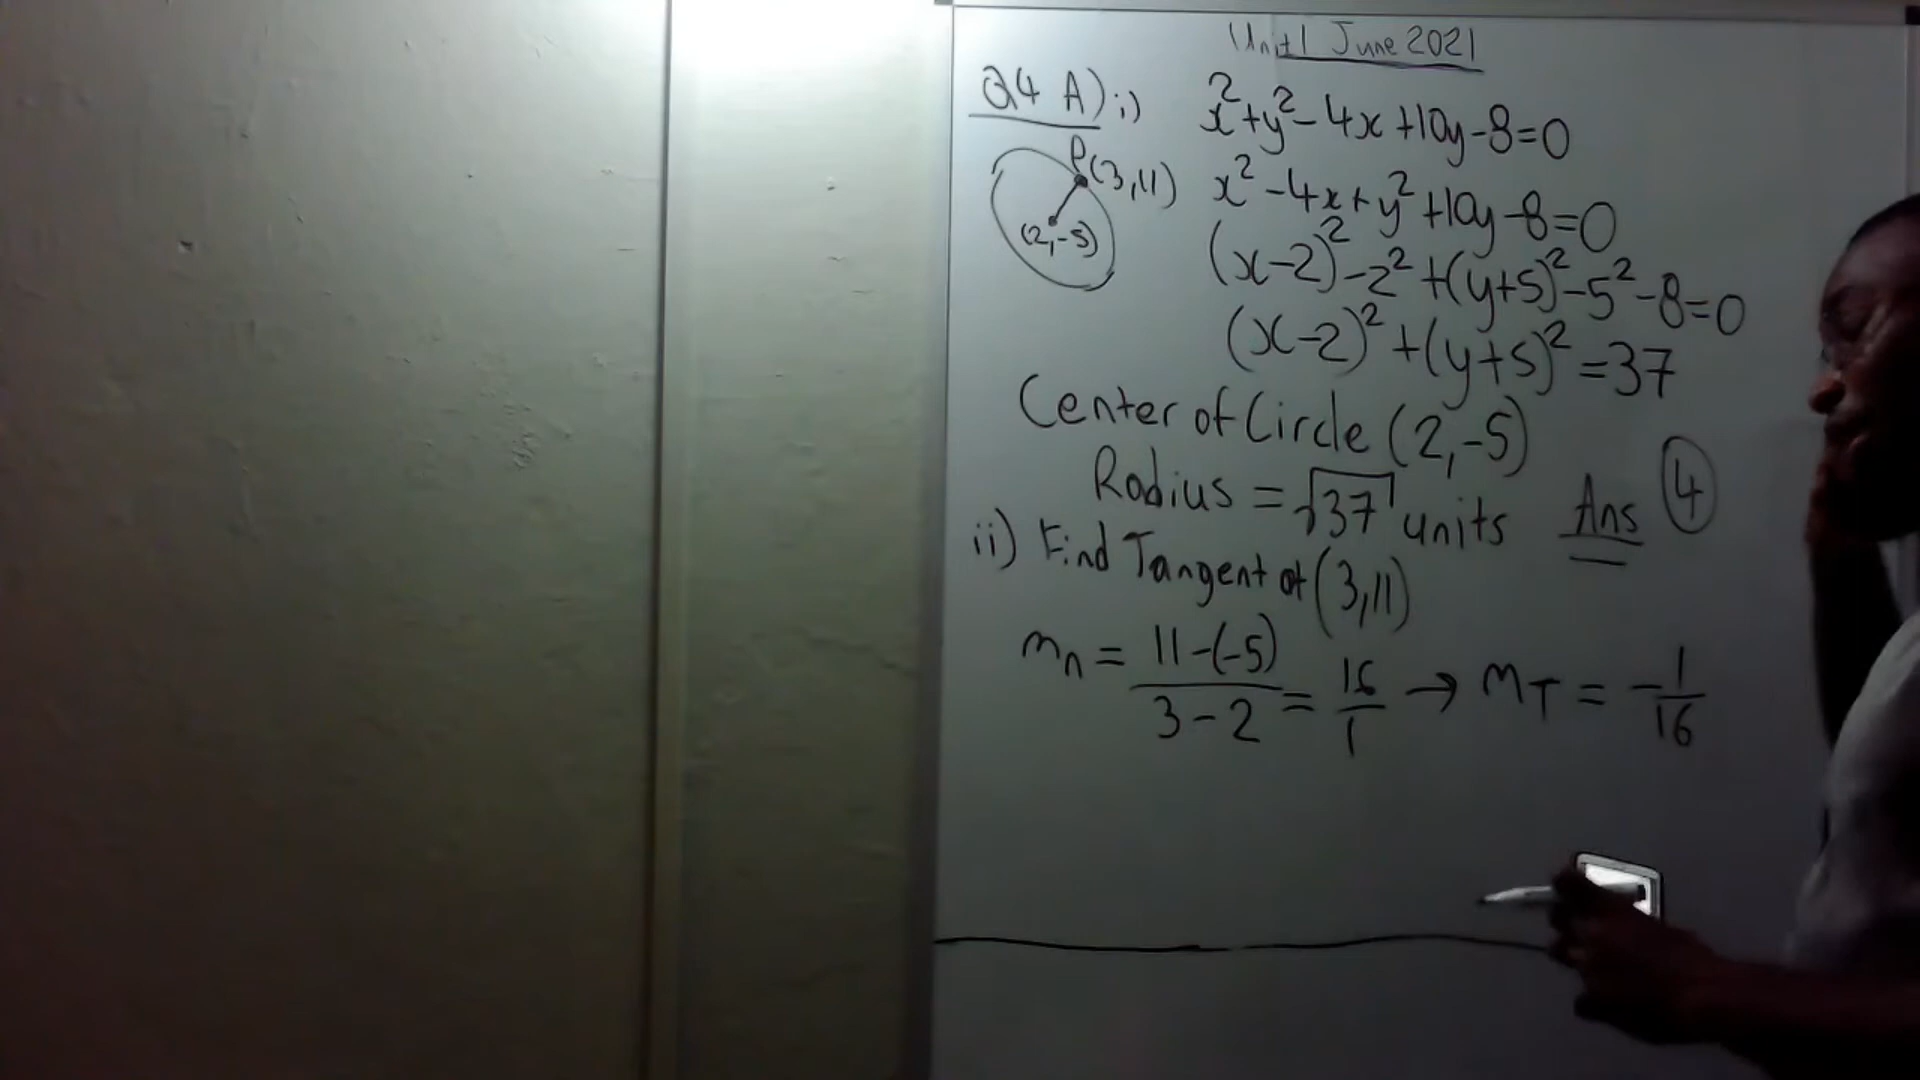 Unit 1 June 2021
Q4 A) i) x²+y²-4x+10y-8=0
P(3,11)
(2,-5)
x²-4x+y²+10y-8=0
(x-2)²-2²+(y+5)²-5²-8=0
(x-2)²+(y+5)²=37
Center of Circle (2,-5)
Radius = √37 units Ans 4
ii) Find Tangent at (3,11)
mₙ = 11-(-5)/3-2 = 16/1 → m_T = -1/16